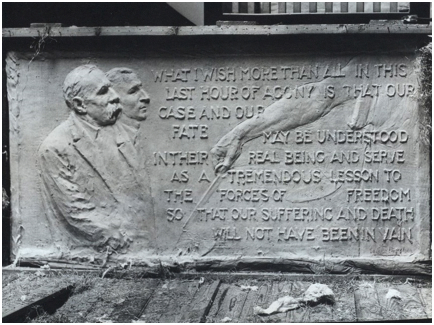 WHAT I WISH MORE THAN ALL IN THIS
LAST HOUR OF AGONY IS THAT OUR
CASE AND OUR
FATE MAY BE UNDERSTOOD
IN THEIR REAL BEING AND SERVE
AS A TREMENDOUS LESSON TO
THE FORCES OF FREEDOM
SO THAT OUR SUFFERING AND DEATH
WILL NOT HAVE BEEN IN VAIN